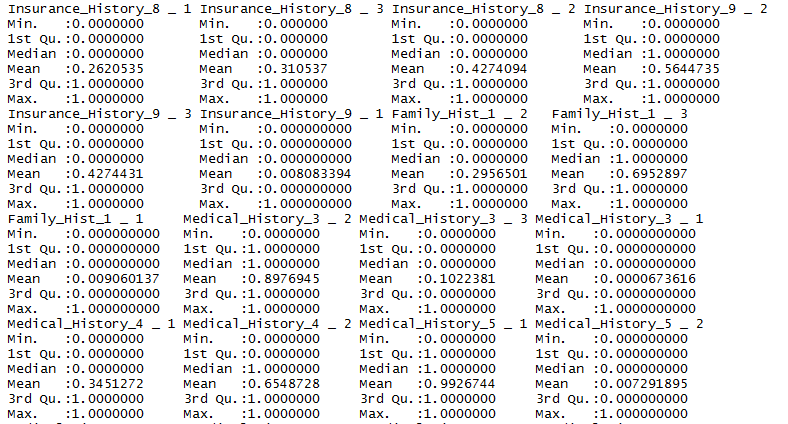 Insurance_History_8 _ 1 Insurance_History_8 _ 3 Insurance_History_8 _ 2 Insurance_History_9 _ 2
Min.   :0.0000000 Min.   :0.000000 Min.   :0.0000000 Min.   :0.0000000
1st Qu.:0.0000000 1st Qu.:0.000000 1st Qu.:0.0000000 1st Qu.:0.0000000
Median :0.0000000 Median :0.000000 Median :0.0000000 Median :1.0000000
Mean   :0.2620535 Mean   :0.310537 Mean   :0.4274094 Mean   :0.5644735
3rd Qu.:1.0000000 3rd Qu.:1.000000 3rd Qu.:1.0000000 3rd Qu.:1.0000000
Max.   :1.0000000 Max.   :1.000000 Max.   :1.0000000 Max.   :1.0000000
Insurance_History_9 _ 3 Insurance_History_9 _ 1 Family_Hist_1 _ 2 Family_Hist_1 _ 3
Min.   :0.0000000 Min.   :0.000000000 Min.   :0.0000000 Min.   :0.0000000
1st Qu.:0.0000000 1st Qu.:0.000000000 1st Qu.:0.0000000 1st Qu.:0.0000000
Median :0.0000000 Median :0.000000000 Median :0.0000000 Median :1.0000000
Mean   :0.4274431 Mean   :0.008083394 Mean   :0.2956501 Mean   :0.6952897
3rd Qu.:1.0000000 3rd Qu.:0.000000000 3rd Qu.:1.0000000 3rd Qu.:1.0000000
Max.   :1.0000000 Max.   :1.000000000 Max.   :1.0000000 Max.   :1.0000000
Family_Hist_1 _ 1 Medical_History_3 _ 2 Medical_History_3 _ 3 Medical_History_3 _ 1
Min.   :0.000000000 Min.   :0.0000000 Min.   :0.0000000 Min.   :0.0000000000
1st Qu.:0.000000000 1st Qu.:1.0000000 1st Qu.:0.0000000 1st Qu.:0.0000000000
Median :0.000000000 Median :1.0000000 Median :0.0000000 Median :0.0000000000
Mean   :0.009060137 Mean   :0.8976945 Mean   :0.1022381 Mean   :0.0000673616
3rd Qu.:0.000000000 3rd Qu.:1.0000000 3rd Qu.:0.0000000 3rd Qu.:0.0000000000
Max.   :1.000000000 Max.   :1.0000000 Max.   :1.0000000 Max.   :1.0000000000
Medical_History_4 _ 1 Medical_History_4 _ 2 Medical_History_5 _ 1 Medical_History_5 _ 2
Min.   :0.0000000 Min.   :0.0000000 Min.   :0.0000000 Min.   :0.000000000
1st Qu.:0.0000000 1st Qu.:0.0000000 1st Qu.:1.0000000 1st Qu.:0.000000000
Median :0.0000000 Median :1.0000000 Median :1.0000000 Median :0.000000000
Mean   :0.3451272 Mean   :0.6548728 Mean   :0.9926744 Mean   :0.007291895
3rd Qu.:1.0000000 3rd Qu.:1.0000000 3rd Qu.:1.0000000 3rd Qu.:0.000000000
Max.   :1.0000000 Max.   :1.0000000 Max.   :1.0000000 Max.   :1.000000000